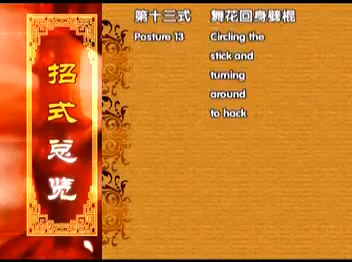 招式总览
第十三式 舞花回身劈棍
Posture 13 Circling the
stick and
turning
around
to hack